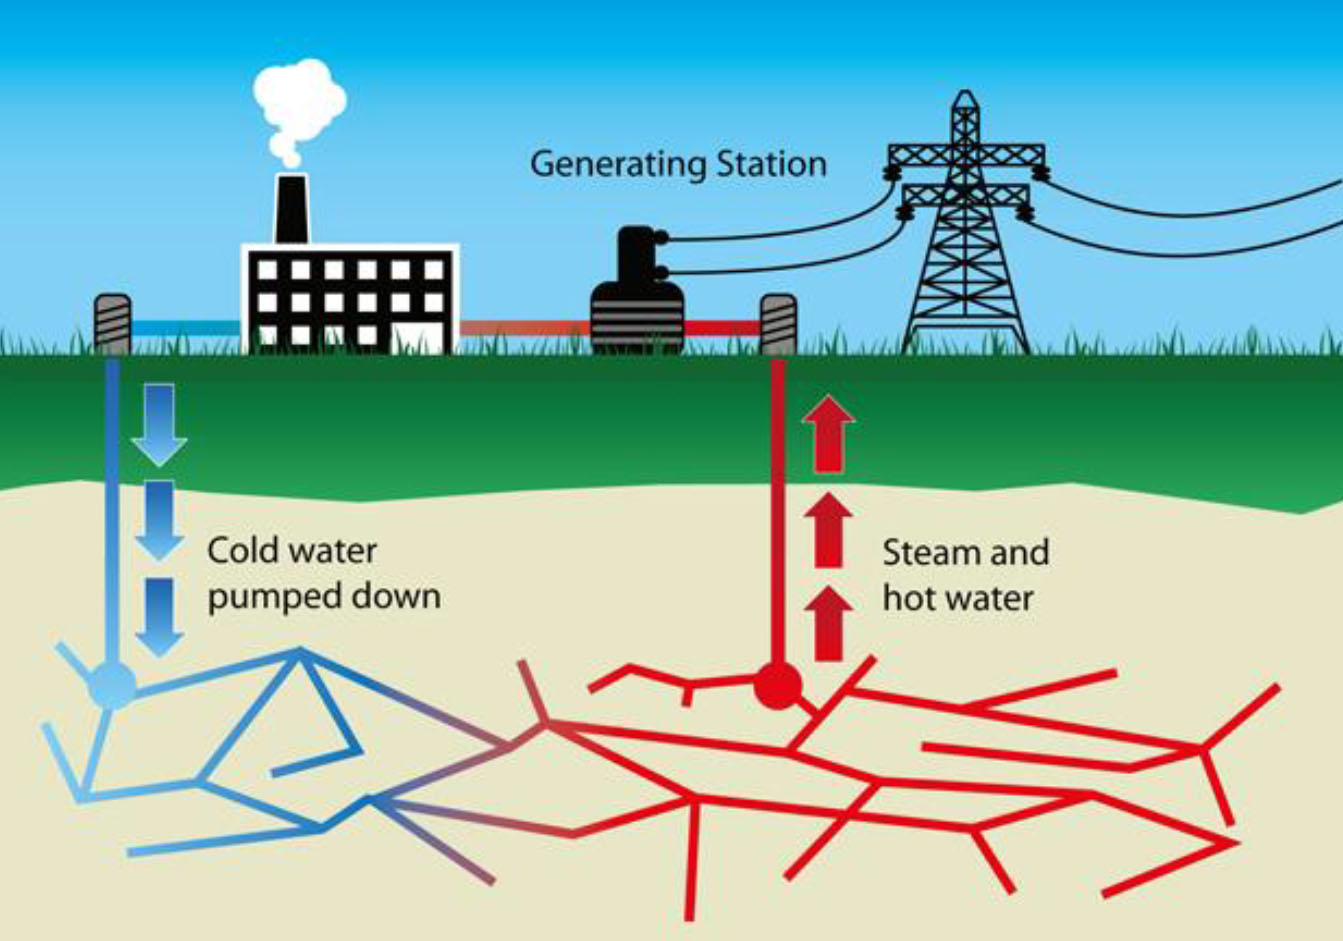 Generating Station
Cold water
pumped down
Steam and
hot water